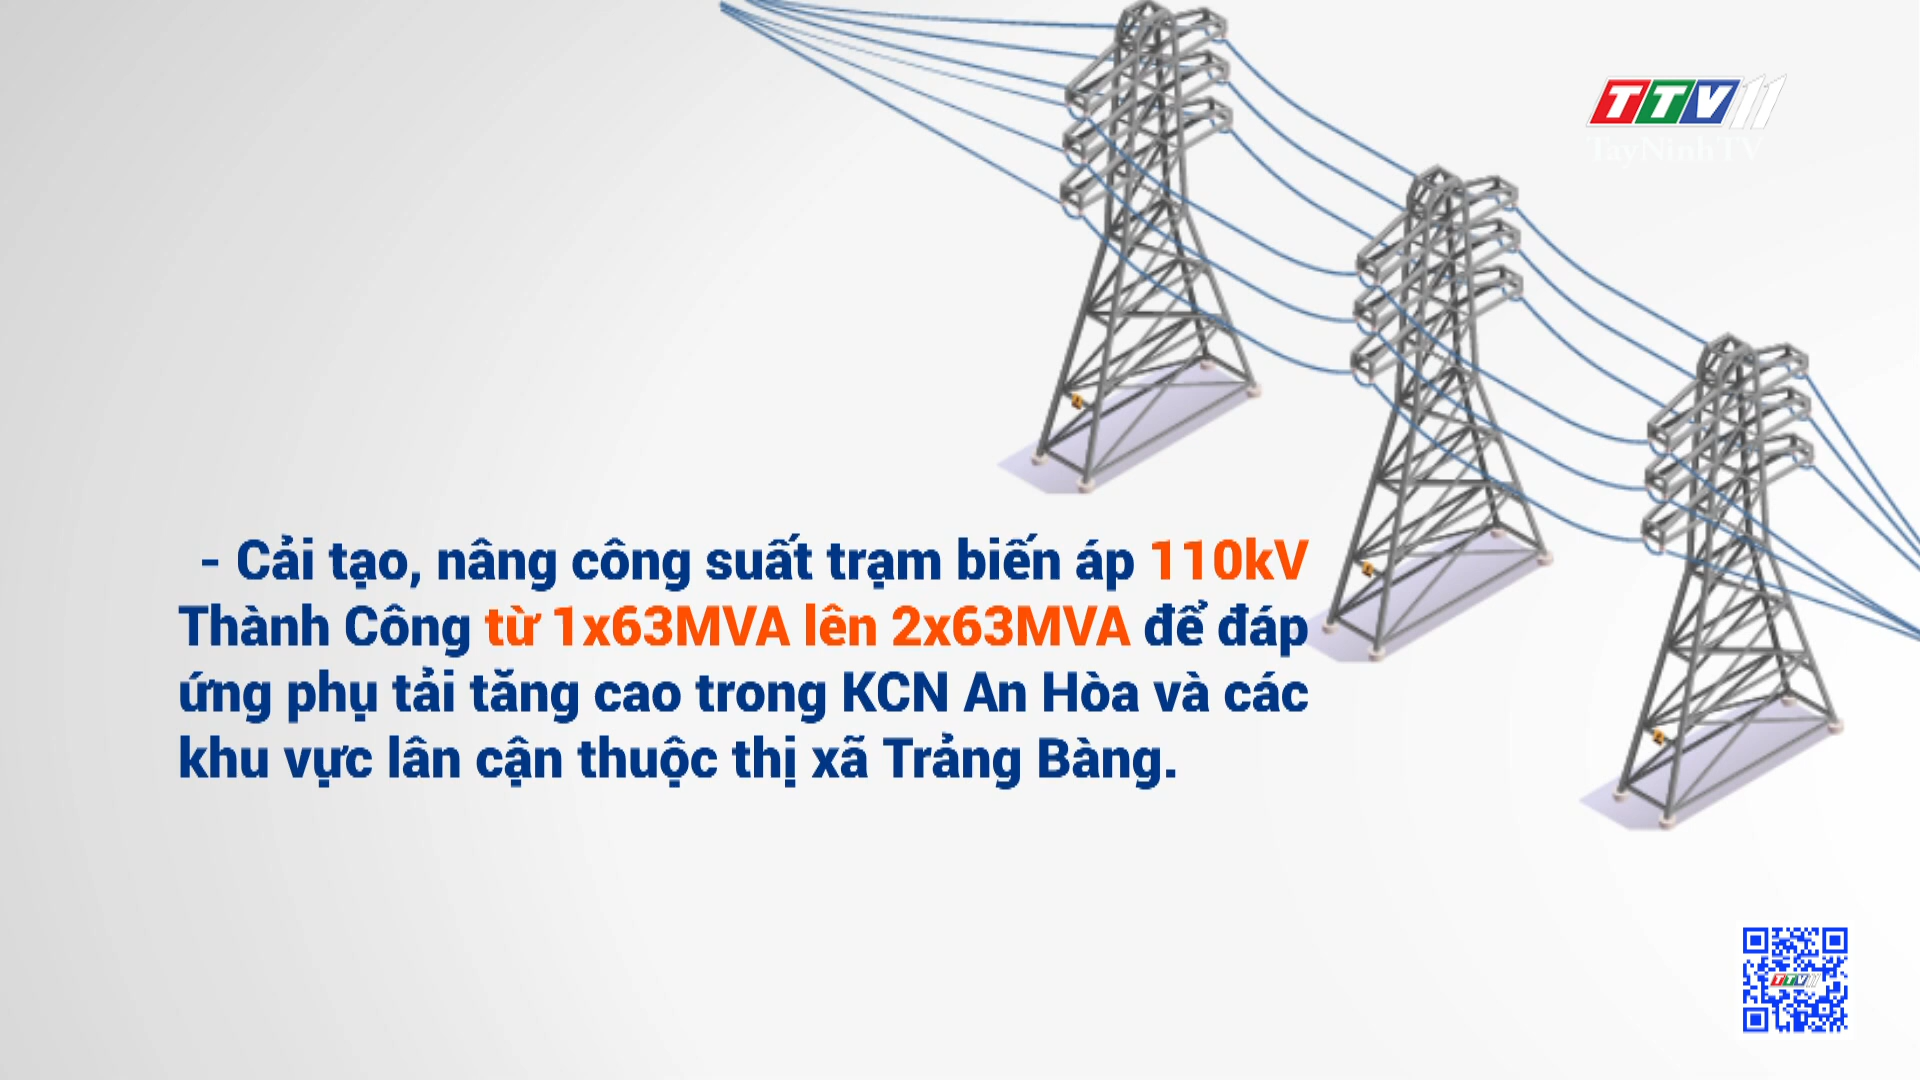 TTV11
TayNinhTV
- Cải tạo, nâng công suất trạm biến áp 110kV
Thành Công từ 1x63MVA lên 2x63MVA để đáp
ứng phụ tải tăng cao trong KCN An Hòa và các
khu vực lân cận thuộc thị xã Trảng Bàng.
TTV11